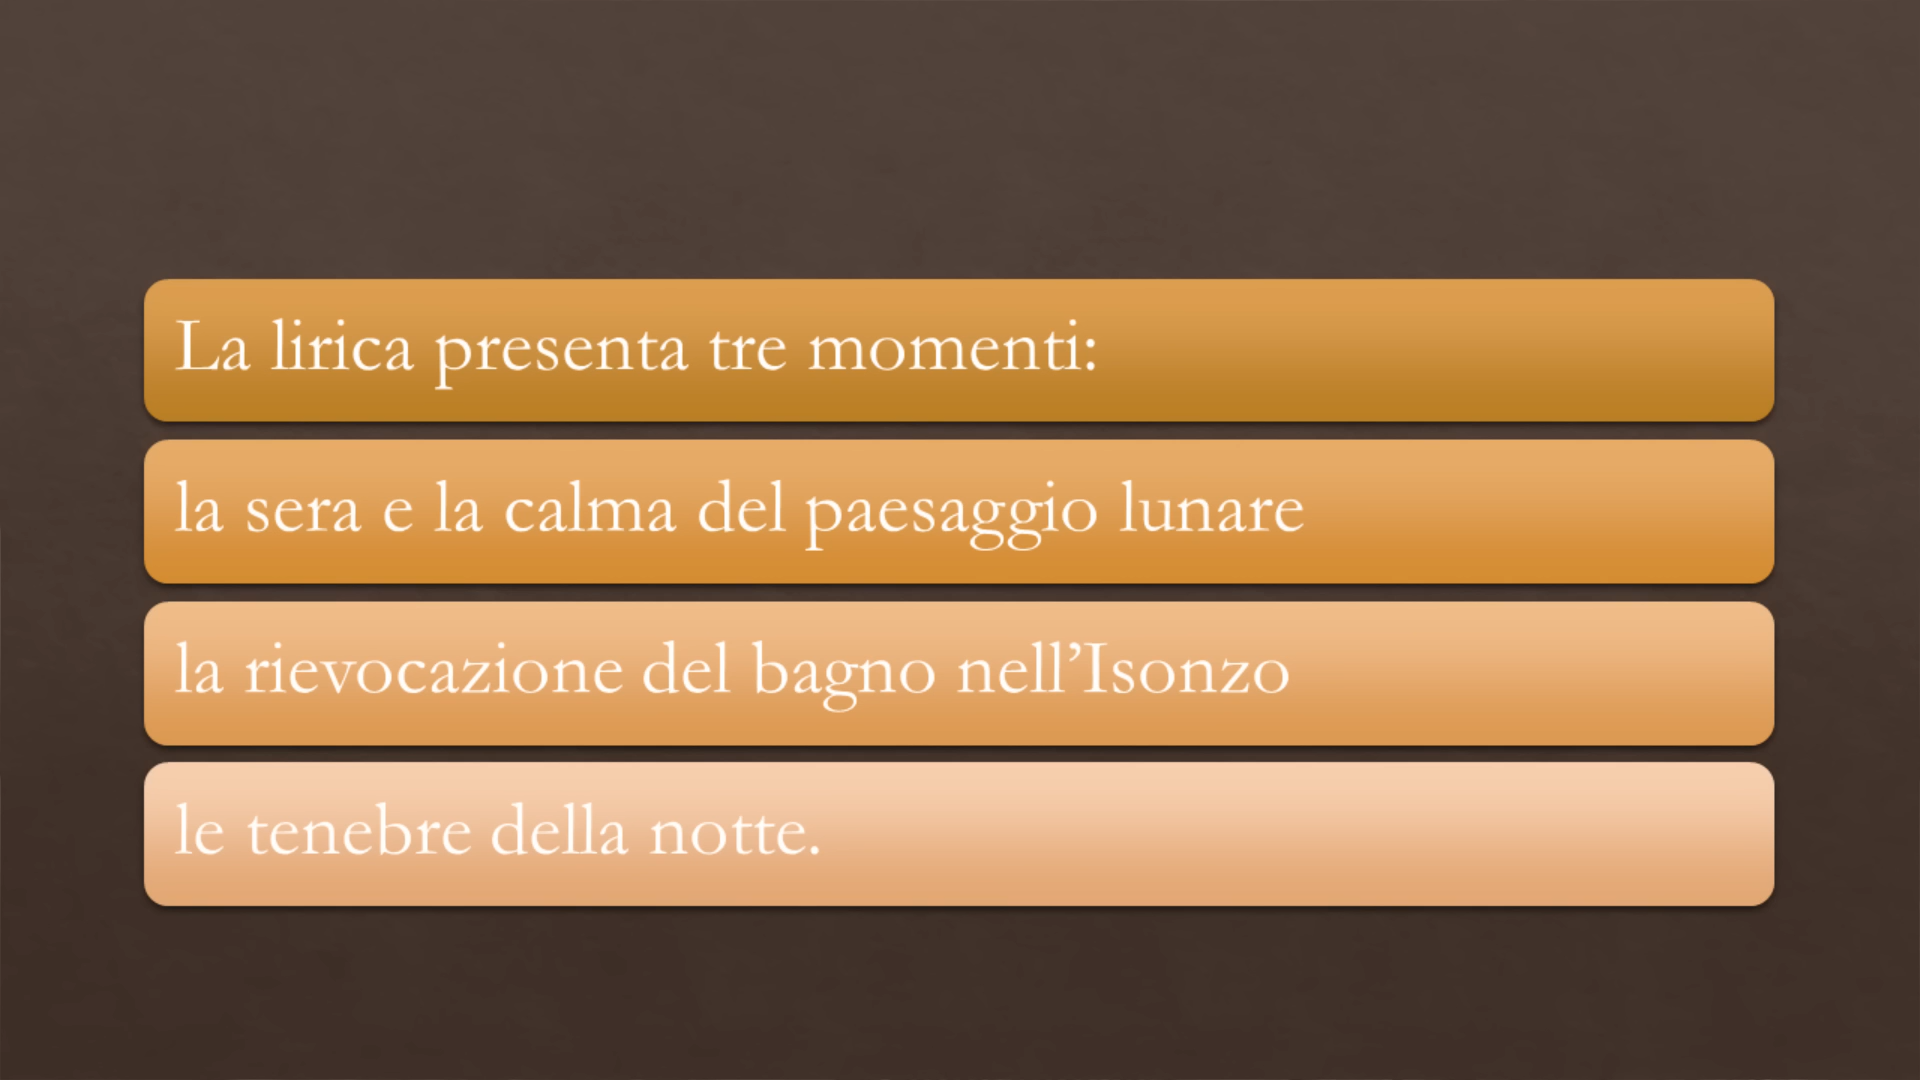 La lirica presenta tre momenti:
la sera e la calma del paesaggio lunare
la rievocazione del bagno nell’Isonzo
le tenebre della notte.